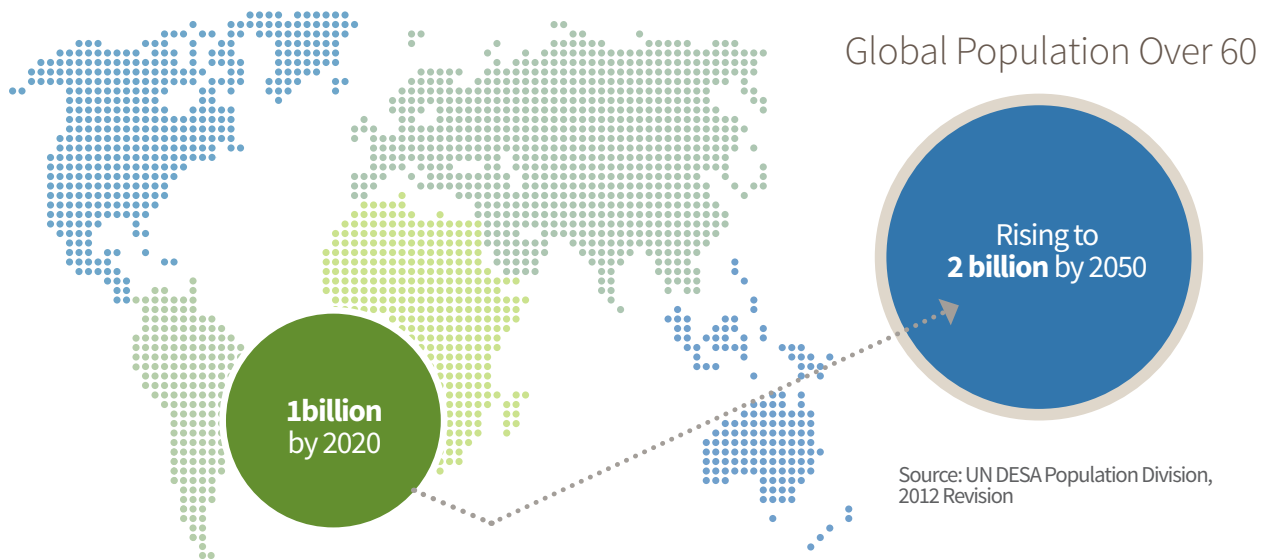 Global Population Over 60
Rising to
2 billion by 2050
1billion
by 2020
Source: UN DESA Population Division,
2012 Revision